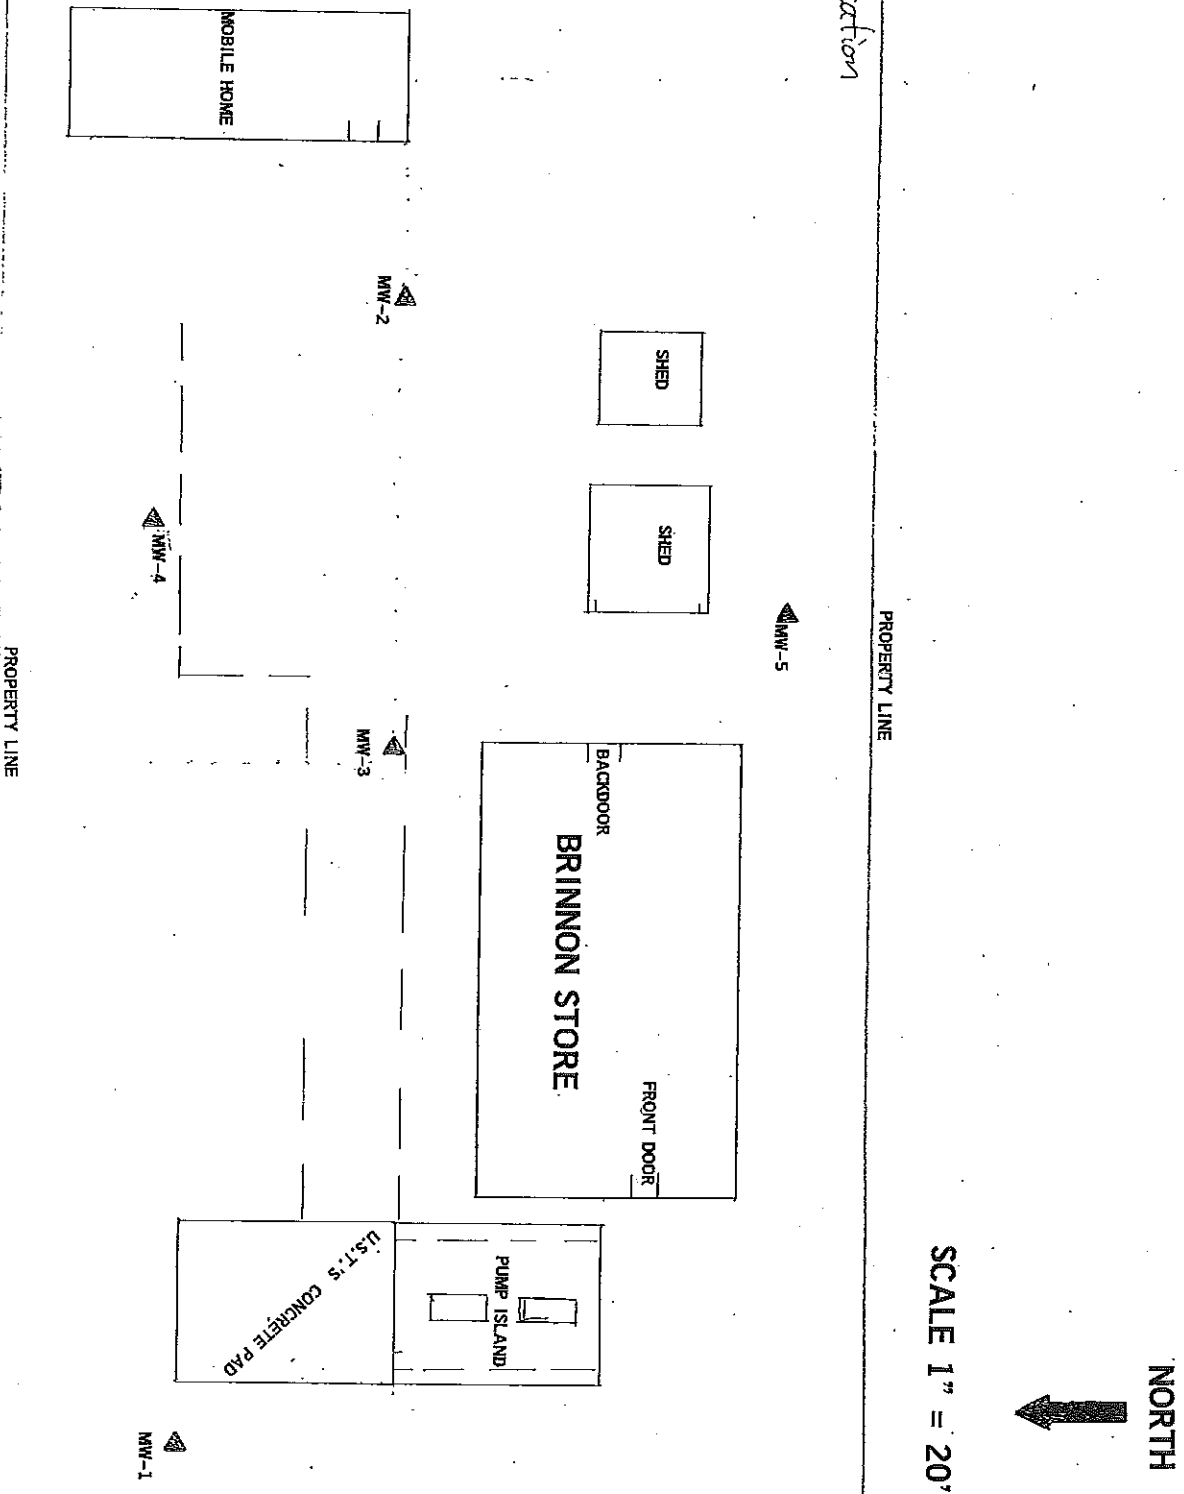 NORTH
SCALE 1" = 20'
PROPERTY LINE
MW-5
SHED
SHED
BACKDOOR
FRONT DOOR
BRINNON STORE
PUMP ISLAND
MOBILE HOME
MW-2
MW-3
U.S.T.'S CONCRETE PAD
MW-4
MW-1
PROPERTY LINE